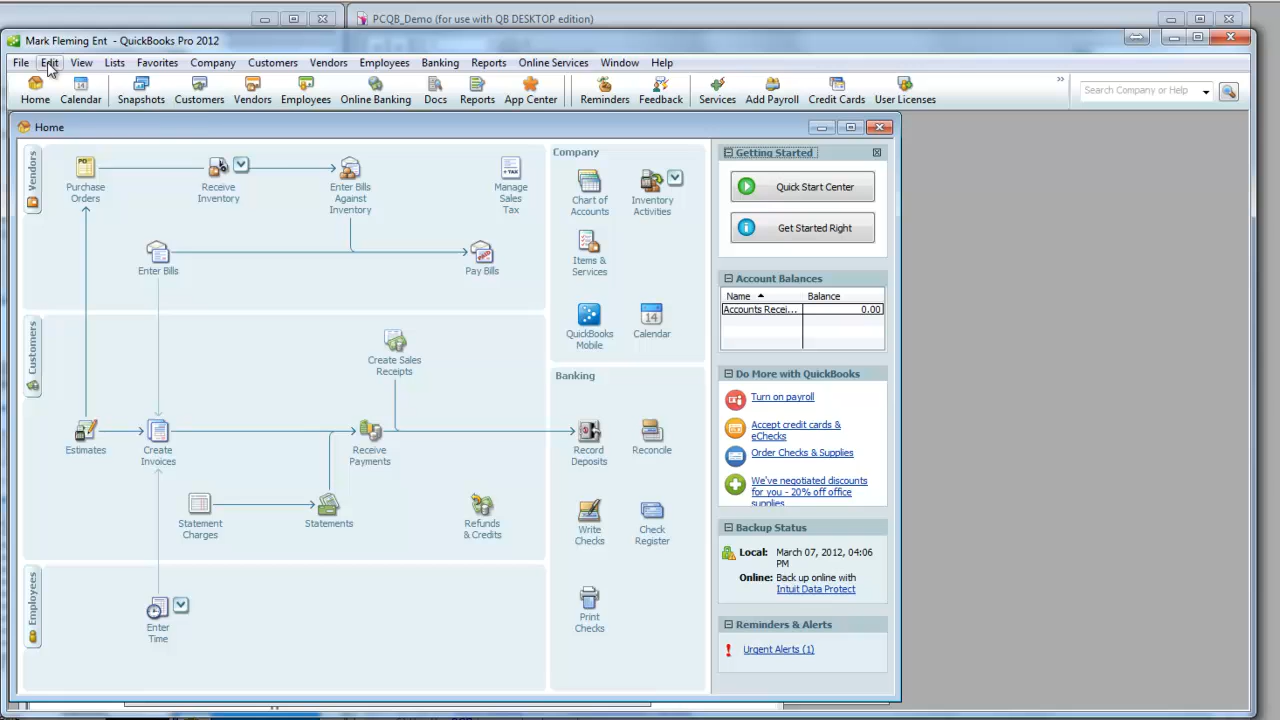 PCQB_Demo (for use with QB DESKTOP edition)
Mark Fleming Ent - QuickBooks Pro 2012
File Edit View Lists Favorites Company Customers Vendors Employees Banking Reports Online Services Window Help
Home Calendar Snapshots Customers Vendors Employees Online Banking Docs Reports App Center Reminders Feedback Services Add Payroll Credit Cards User Licenses
Search Company or Help
Home
Vendors
Purchase
Orders
Receive
Inventory
Enter Bills
Against
Inventory
Manage
Sales
Tax
Enter Bills
Pay Bills
Customers
Create Sales
Receipts
Estimates
Create
Invoices
Receive
Payments
Statement
Charges
Statements
Refunds
& Credits
Employees
Enter
Time
Company
Chart of
Accounts
Inventory
Activities
Items &
Services
QuickBooks
Mobile
14
Calendar
Banking
Record
Deposits
Reconcile
Write
Checks
Check
Register
Print
Checks
Getting Started
Quick Start Center
Get Started Right
Account Balances
Name Balance
Accounts Recei... 0.00
Do More with QuickBooks
Turn on payroll
Accept credit cards &
eChecks
Order Checks & Supplies
We've negotiated discounts
for you - 20% off office
supplies
Backup Status
Local: March 07, 2012, 04:06
PM
Online: Back up online with
Intuit Data Protect
Reminders & Alerts
Urgent Alerts (1)